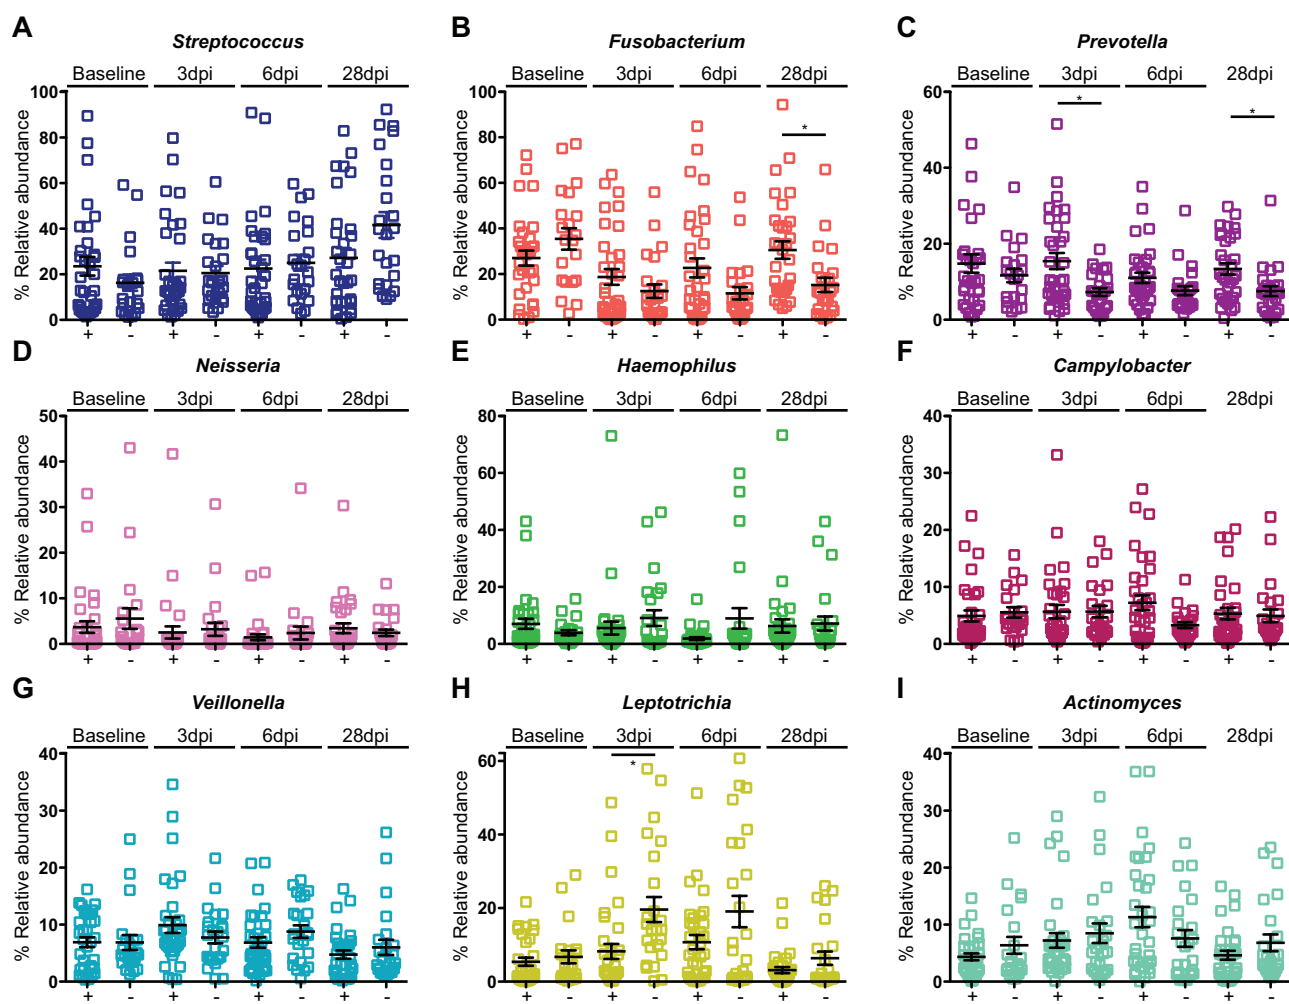 A
Streptococcus
Baseline 3dpi 6dpi 28dpi
% Relative abundance
100
80
60
40
20
0
+ - + - + - + -
B
Fusobacterium
Baseline 3dpi 6dpi 28dpi
% Relative abundance
100
80
60
40
20
0
*
+ - + - + - + -
C
Prevotella
Baseline 3dpi 6dpi 28dpi
% Relative abundance
60
40
20
0
* *
+ - + - + - + -
D
Neisseria
Baseline 3dpi 6dpi 28dpi
% Relative abundance
50
40
30
20
10
0
+ - + - + - + -
E
Haemophilus
Baseline 3dpi 6dpi 28dpi
% Relative abundance
80
60
40
20
0
+ - + - + - + -
F
Campylobacter
Baseline 3dpi 6dpi 28dpi
% Relative abundance
40
30
20
10
0
+ - + - + - + -
G
Veillonella
Baseline 3dpi 6dpi 28dpi
% Relative abundance
40
30
20
10
0
+ - + - + - + -
H
Leptotrichia
Baseline 3dpi 6dpi 28dpi
% Relative abundance
60
40
20
0
*
+ - + - + - + -
I
Actinomyces
Baseline 3dpi 6dpi 28dpi
% Relative abundance
40
30
20
10
0
+ - + - + - + -